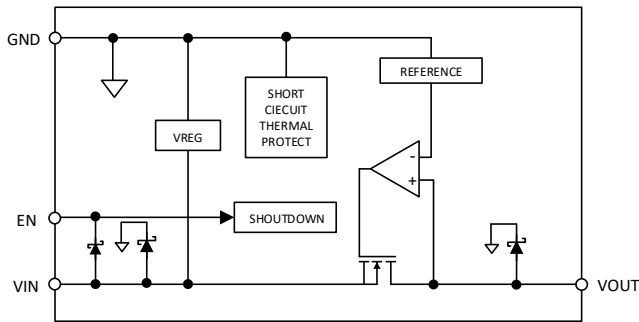 GND
REFERENCE
SHORT
CIECUIT
THERMAL
PROTECT
VREG
-
+
EN
SHOUTDOWN
VIN
VOUT